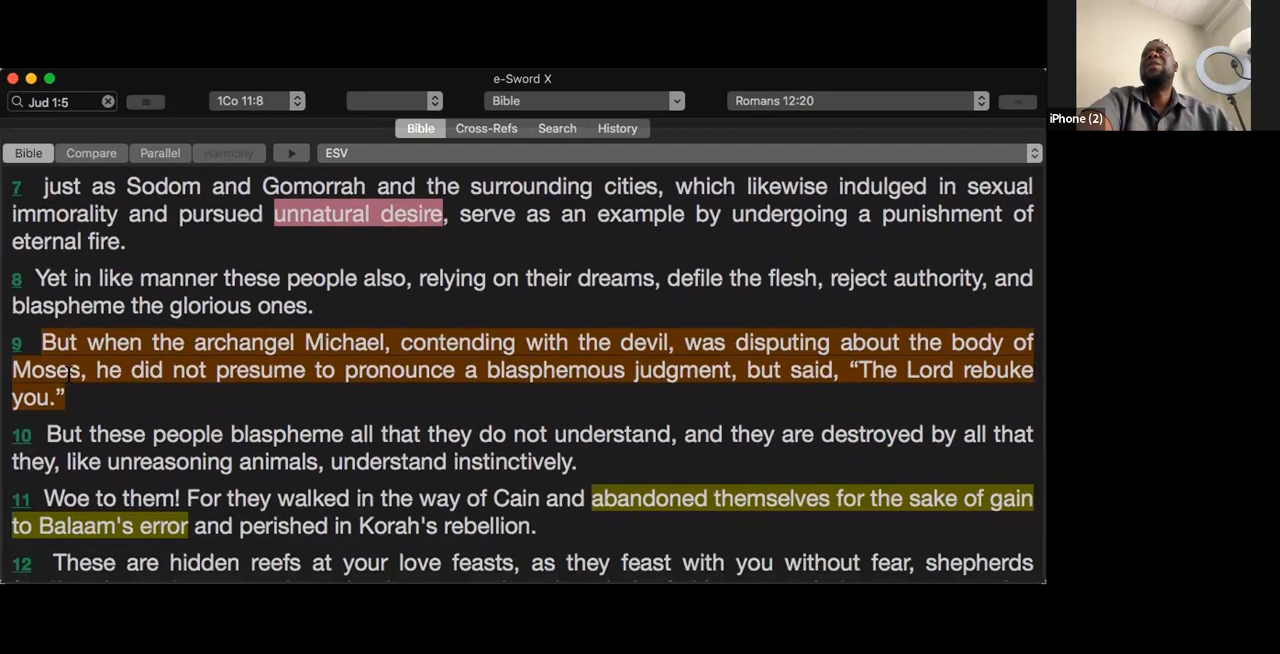 e-Sword X
Jud 1:5
1Co 11:8
Bible
Romans 12:20
iPhone (2)
Bible Cross-Refs Search History
Bible Compare Parallel Harmony ESV
7 just as Sodom and Gomorrah and the surrounding cities, which likewise indulged in sexual
immorality and pursued unnatural desire, serve as an example by undergoing a punishment of
eternal fire.
8 Yet in like manner these people also, relying on their dreams, defile the flesh, reject authority, and
blaspheme the glorious ones.
9 But when the archangel Michael, contending with the devil, was disputing about the body of
Moses, he did not presume to pronounce a blasphemous judgment, but said, “The Lord rebuke
you.”
10 But these people blaspheme all that they do not understand, and they are destroyed by all that
they, like unreasoning animals, understand instinctively.
11 Woe to them! For they walked in the way of Cain and abandoned themselves for the sake of gain
to Balaam's error and perished in Korah's rebellion.
12 These are hidden reefs at your love feasts, as they feast with you without fear, shepherds